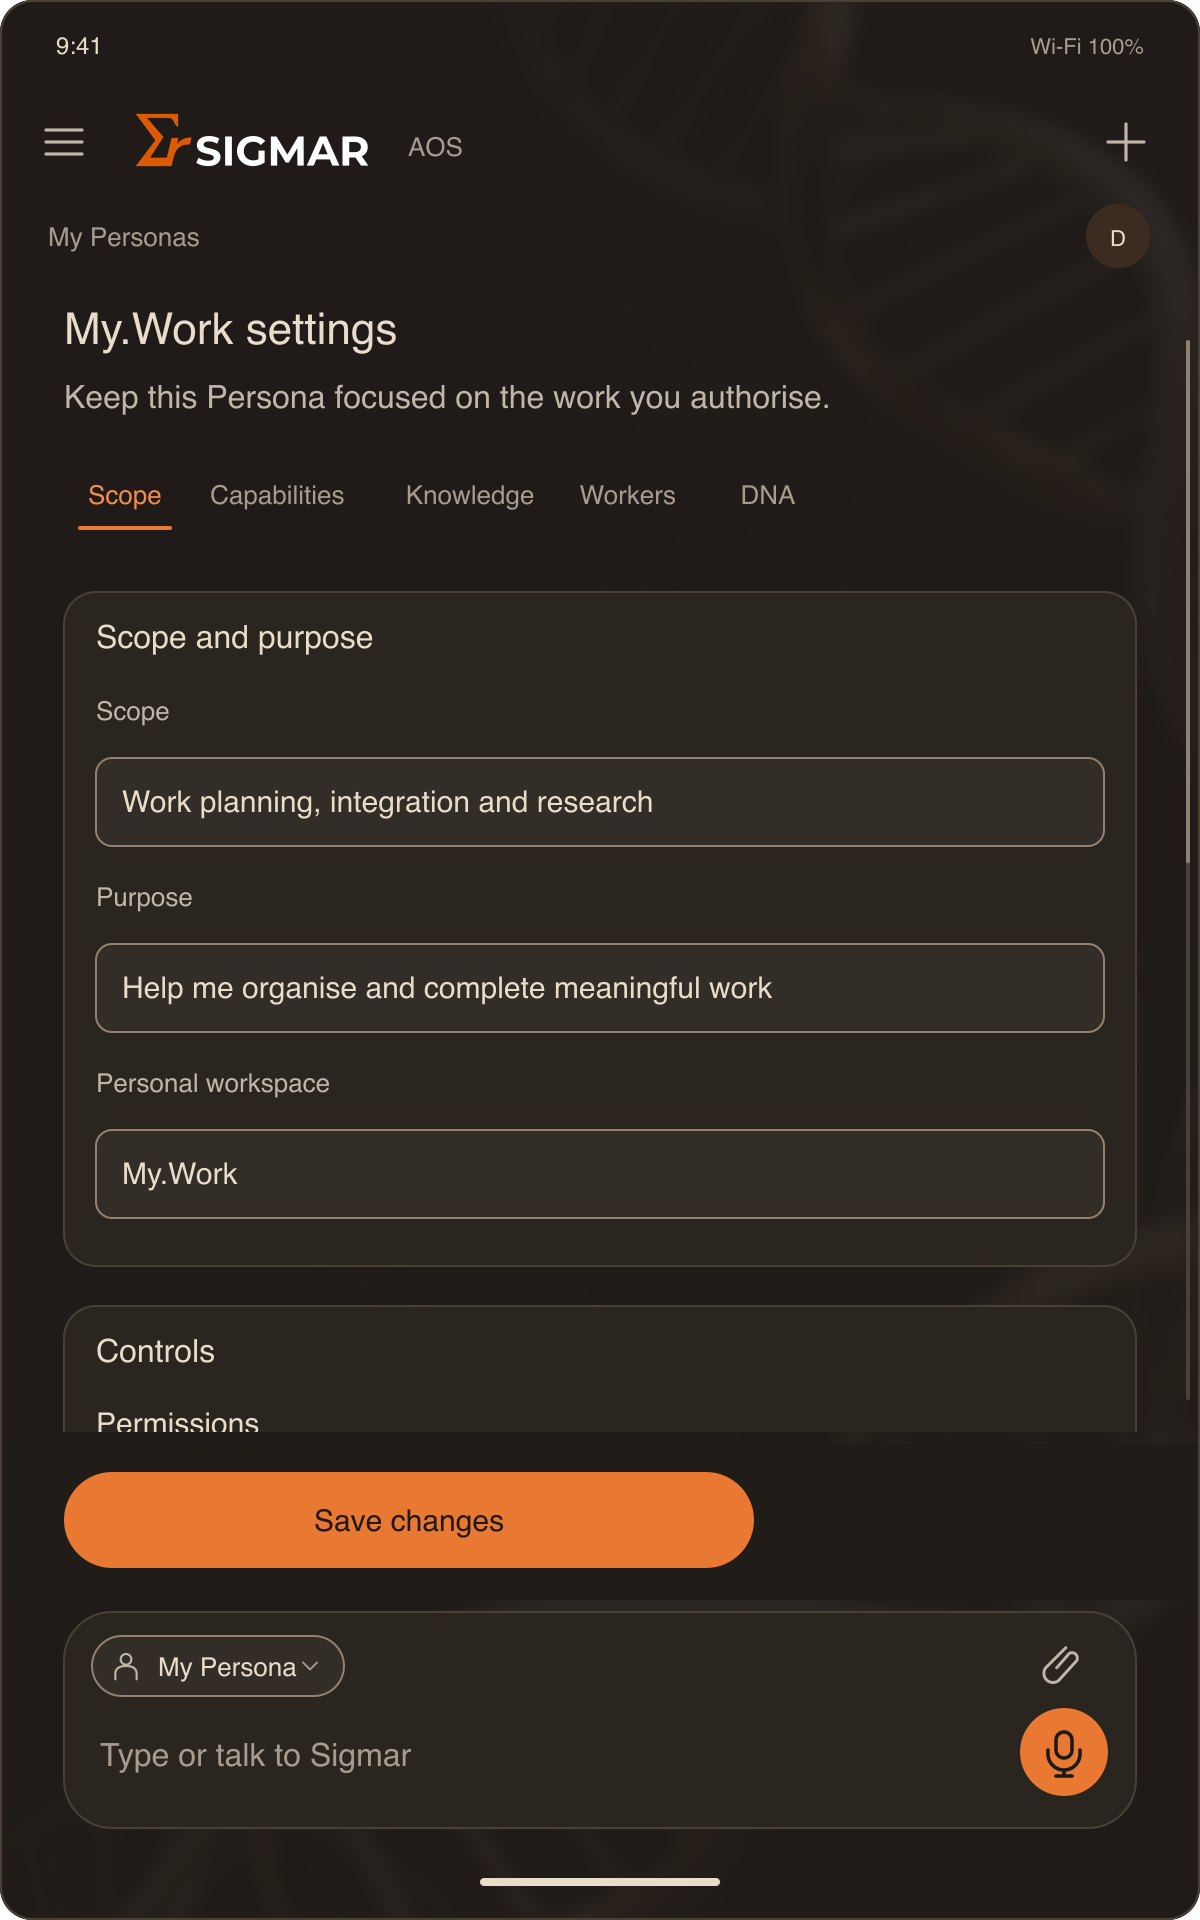 9:41
Wi-Fi 100%
Σr SIGMAR AOS
My Personas
D
My.Work settings
Keep this Persona focused on the work you authorise.
Scope Capabilities Knowledge Workers DNA
Scope and purpose
Scope
Work planning, integration and research
Purpose
Help me organise and complete meaningful work
Personal workspace
My.Work
Controls
Permissions
Save changes
My Persona
Type or talk to Sigmar